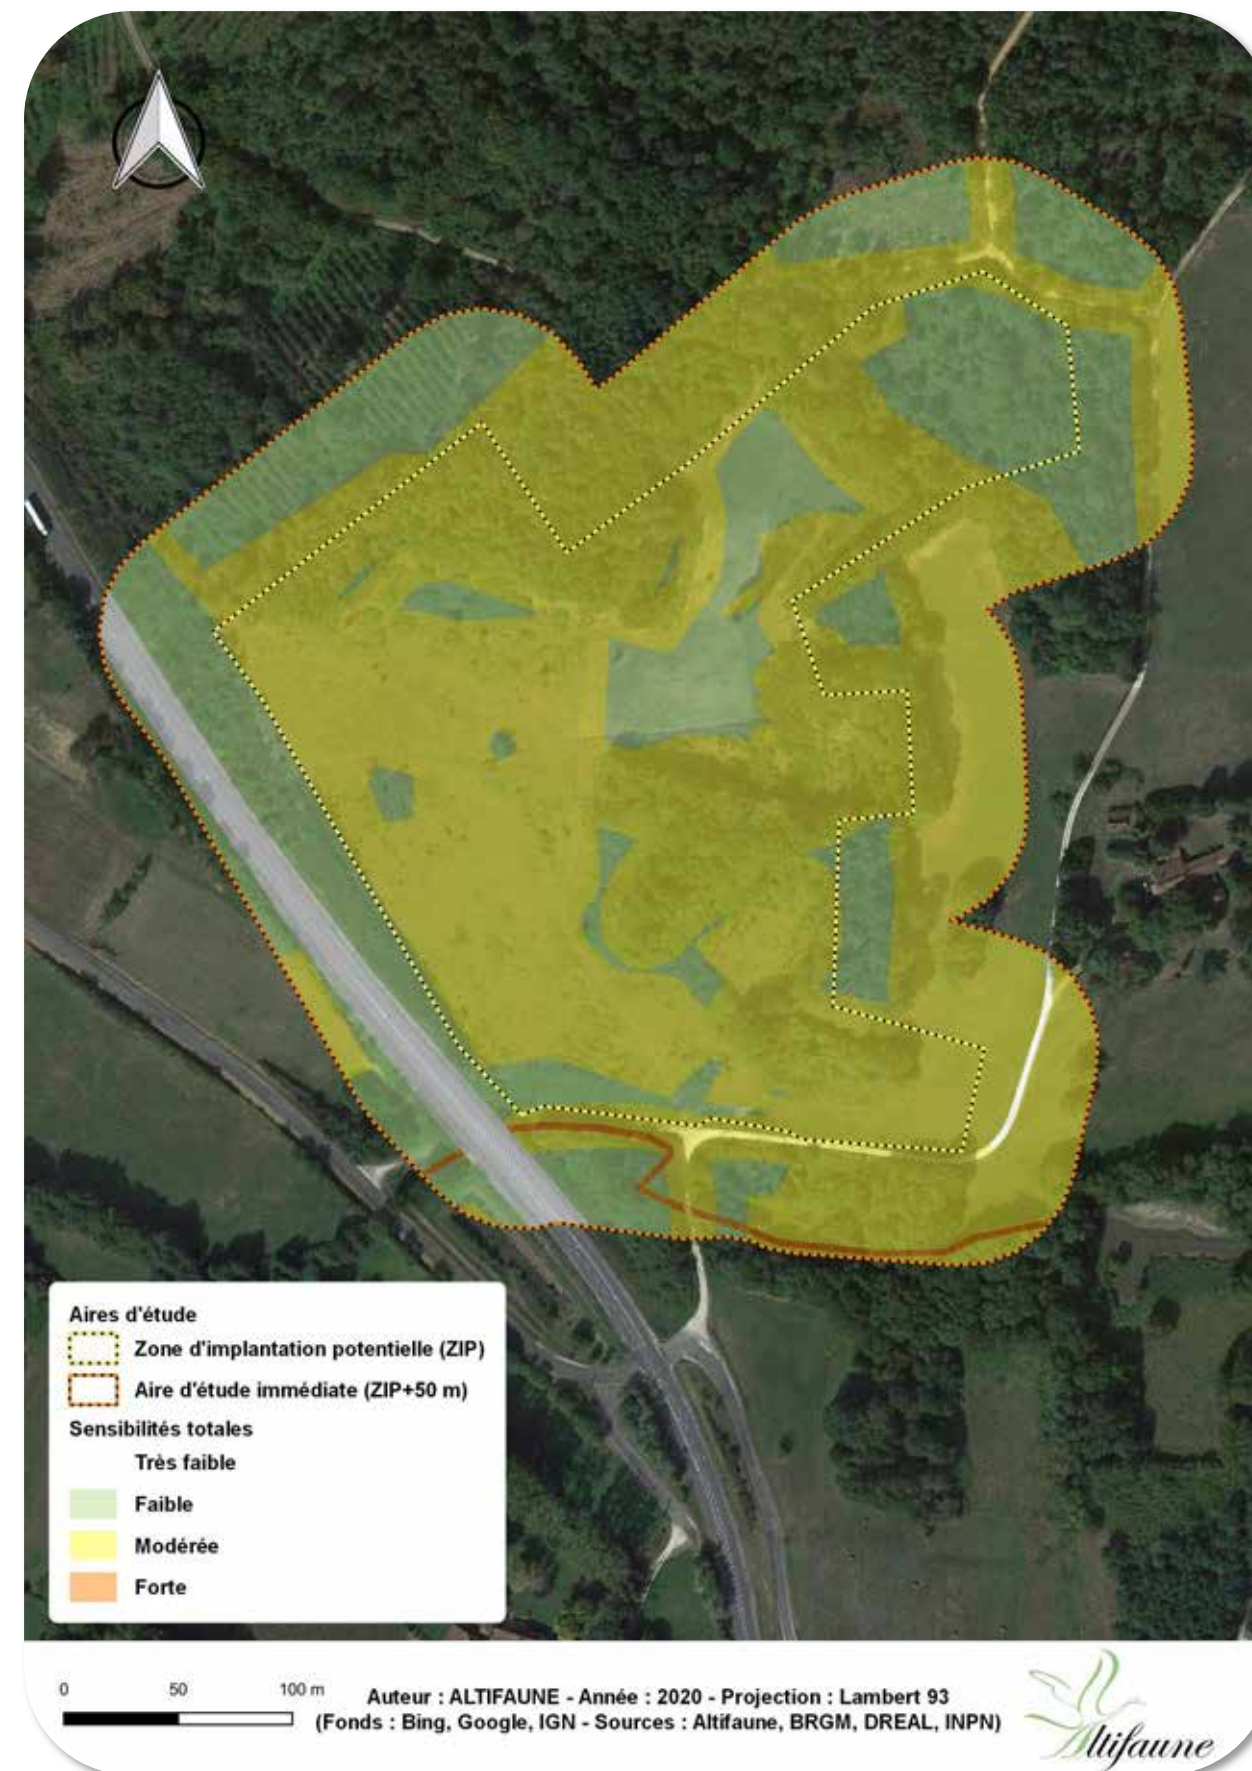 Aires d'étude
Zone d'implantation potentielle (ZIP)
Aire d'étude immédiate (ZIP+50 m)
Sensibilités totales
Très faible
Faible
Modérée
Forte
0 50 100 m
Auteur : ALTIFAUNE - Année : 2020 - Projection : Lambert 93
(Fonds : Bing, Google, IGN - Sources : Altifaune, BRGM, DREAL, INPN)
Altifaune